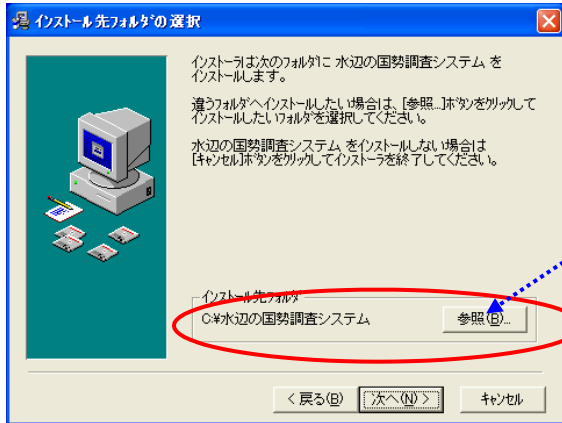 インストール先フォルダの選択
インストーラは次のフォルダに 水辺の国勢調査システム を
インストールします。
違うフォルダへインストールしたい場合は、[参照...]ボタンをクリックして
インストールしたいフォルダを選択してください。
水辺の国勢調査システム をインストールしない場合は
[キャンセル]ボタンをクリックしてインストーラを終了してください。
インストール先フォルダ
C:¥水辺の国勢調査システム
参照(B)...
< 戻る(B)
次へ(N) >
キャンセル